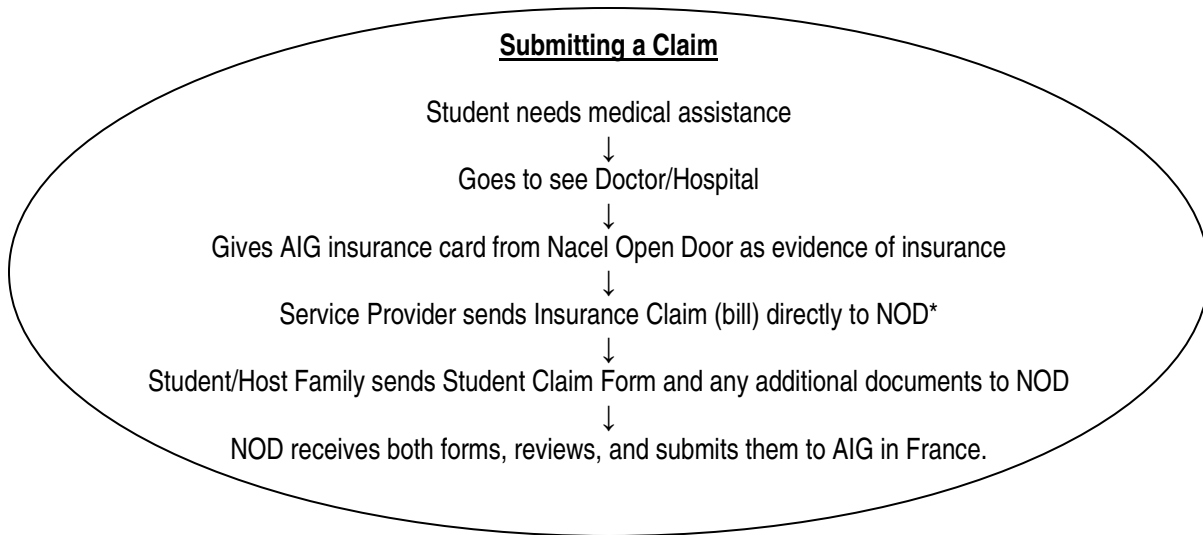 Submitting a Claim
Student needs medical assistance
↓
Goes to see Doctor/Hospital
↓
Gives AIG insurance card from Nacel Open Door as evidence of insurance
↓
Service Provider sends Insurance Claim (bill) directly to NOD*
↓
Student/Host Family sends Student Claim Form and any additional documents to NOD
↓
NOD receives both forms, reviews, and submits them to AIG in France.